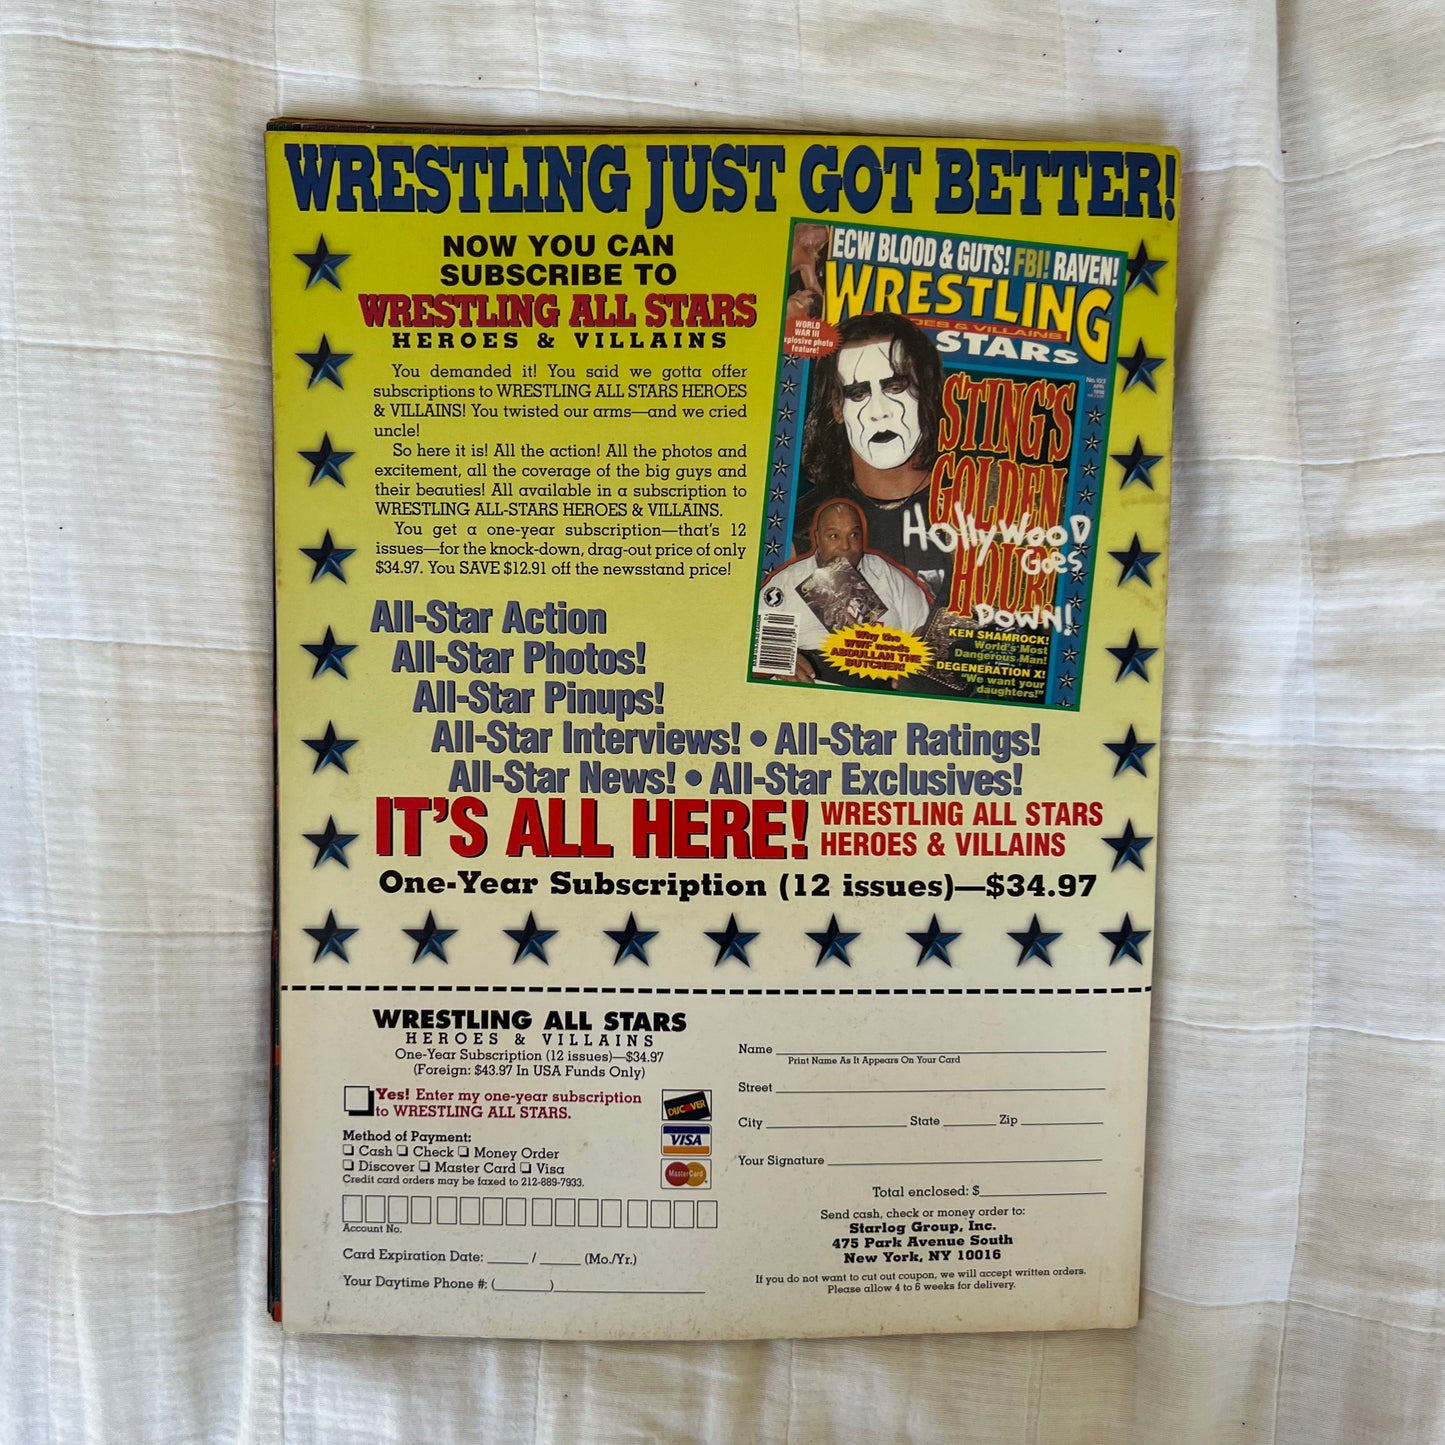 WRESTLING JUST GOT BETTER!
NOW YOU CAN
SUBSCRIBE TO
WRESTLING ALL STARS
HEROES & VILLAINS
You demanded it! You said we gotta offer
subscriptions to WRESTLING ALL STARS HEROES
& VILLAINS! You twisted our arms—and we cried
uncle!
So here it is! All the action! All the photos and
excitement, all the coverage of the big guys and
their beauties! All available in a subscription to
WRESTLING ALL-STARS HEROES & VILLAINS.
You get a one-year subscription—that's 12
issues—for the knock-down, drag-out price of only
$34.97. You SAVE $12.91 off the newsstand price!
ECW BLOOD & GUTS! FBI! RAVEN!
WRESTLING
HEROES & VILLAINS
STARS
WORLD
WAR III
explosive photo
feature!
No. 103
APR.
1998
STING'S
GOLDEN
HOUR!
HOllyWOOD
GOES
DOWN!
Why the
WWF needs
ABDULLAH THE
BUTCHER!
KEN SHAMROCK!
World's Most
Dangerous Man!
DEGENERATION X!
"We want your
daughters!"
All-Star Action
All-Star Photos!
All-Star Pinups!
All-Star Interviews! • All-Star Ratings!
All-Star News! • All-Star Exclusives!
IT'S ALL HERE! WRESTLING ALL STARS
HEROES & VILLAINS
One-Year Subscription (12 issues)—$34.97
WRESTLING ALL STARS
HEROES & VILLAINS
One-Year Subscription (12 issues)—$34.97
(Foreign: $43.97 In USA Funds Only)
Yes! Enter my one-year subscription
to WRESTLING ALL STARS.
Method of Payment:
❏ Cash ❏ Check ❏ Money Order
❏ Discover ❏ Master Card ❏ Visa
Credit card orders may be faxed to 212-889-7933.
DISCOVER
VISA
MasterCard
Account No.
Card Expiration Date: ______ / ______ (Mo./Yr.)
Your Daytime Phone #: (________)____________________
Name
Print Name As It Appears On Your Card
Street
City ____________________ State ________ Zip ____________
Your Signature
Total enclosed: $
Send cash, check or money order to:
Starlog Group, Inc.
475 Park Avenue South
New York, NY 10016
If you do not want to cut out coupon, we will accept written orders.
Please allow 4 to 6 weeks for delivery.